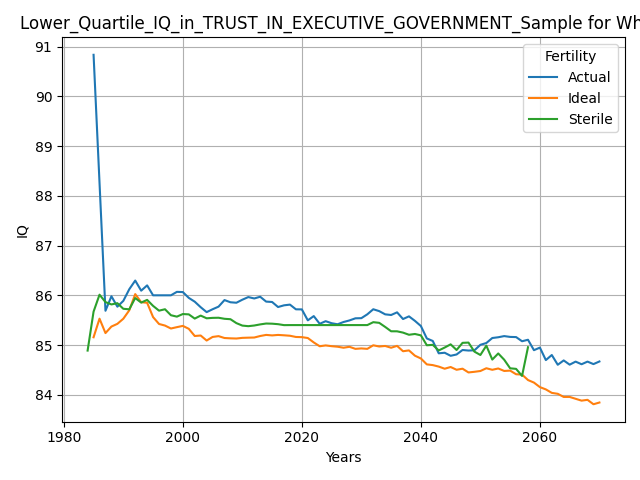 Lower_Quartile_IQ_in_TRUST_IN_EXECUTIVE_GOVERNMENT_Sample for Wh
91
90
89
88
87
86
85
84
IQ
Fertility
Actual
Ideal
Sterile
1980
2000
2020
2040
2060
Years